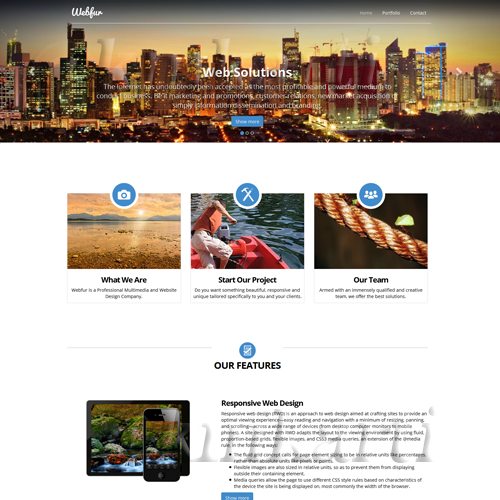 Webfur
Home Portfolio Contact
Web Solutions
The Internet has undoubtedly been accepted as the most profitable and powerful medium to
conduct business. Be it marketing and promotions, customer relations, new market acquisition or
simply information dissemination and branding.
Show more
What We Are
Webfur is a Professional Multimedia and Website
Design Company.
Start Our Project
Do you want something beautiful, responsive and
unique tailored specifically to you and your clients.
Our Team
Armed with an immensely qualified and creative
team, we offer the best solutions.
OUR FEATURES
Responsive Web Design
Responsive web design (RWD) is an approach to web design aimed at crafting sites to provide an
optimal viewing experience—easy reading and navigation with a minimum of resizing, panning
and scrolling—across a wide range of devices (from desktop computer monitors to mobile
phones). A site designed with RWD adapts the layout to the viewing environment by using fluid,
proportion-based grids, flexible images, and CSS3 media queries, an extension of the @media
rule, in the following ways:
The fluid grid concept calls for page element sizing to be in relative units like percentages,
rather than absolute units like pixels or points.
Flexible images are also sized in relative units, so as to prevent them from displaying
outside their containing element.
Media queries allow the page to use different CSS style rules based on characteristics of
the device the site is being displayed on, most commonly the width of the browser.
Show more